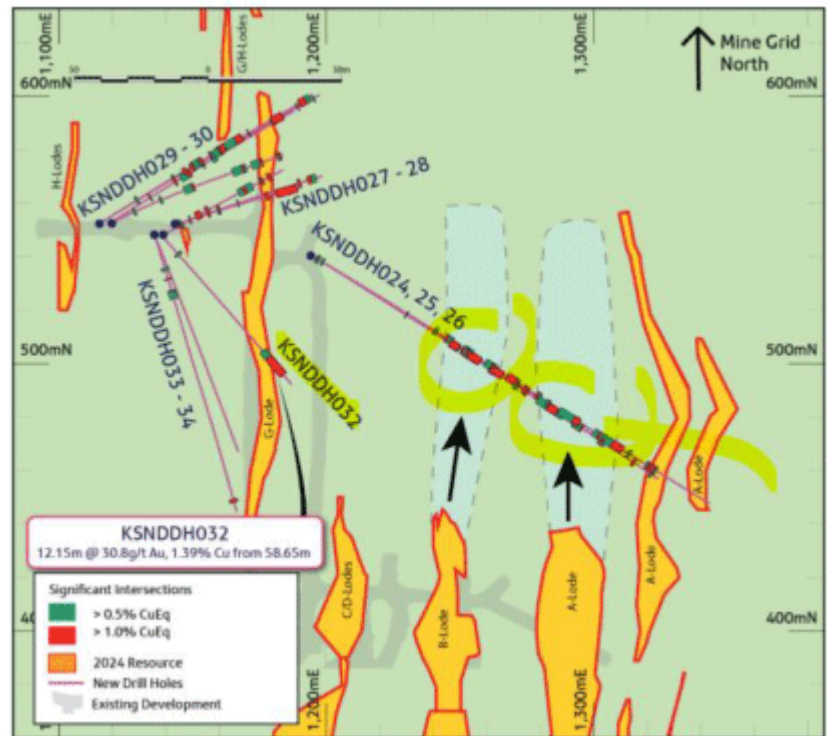 1,100mE
1,200mE
1,300mE
Mine Grid
North
50
0
600mN
600mN
G/H-Lodes
H-Lodes
KSNDDH029 - 30
KSNDDH027 - 28
KSNDDH024, 25, 26
KSNDDH033 - 34
KSNDDH032
500mN
500mN
G-Lode
A-Lode
A-Lode
A-Lode
B-Lode
C/D-Lodes
400mN
KSNDDH032
12.15m @ 30.8g/t Au, 1.39% Cu from 58.65m
Significant Intersections
> 0.5% CuEq
> 1.0% CuEq
2024 Resource
New Drill Holes
Existing Development
1,200mE
1,300mE